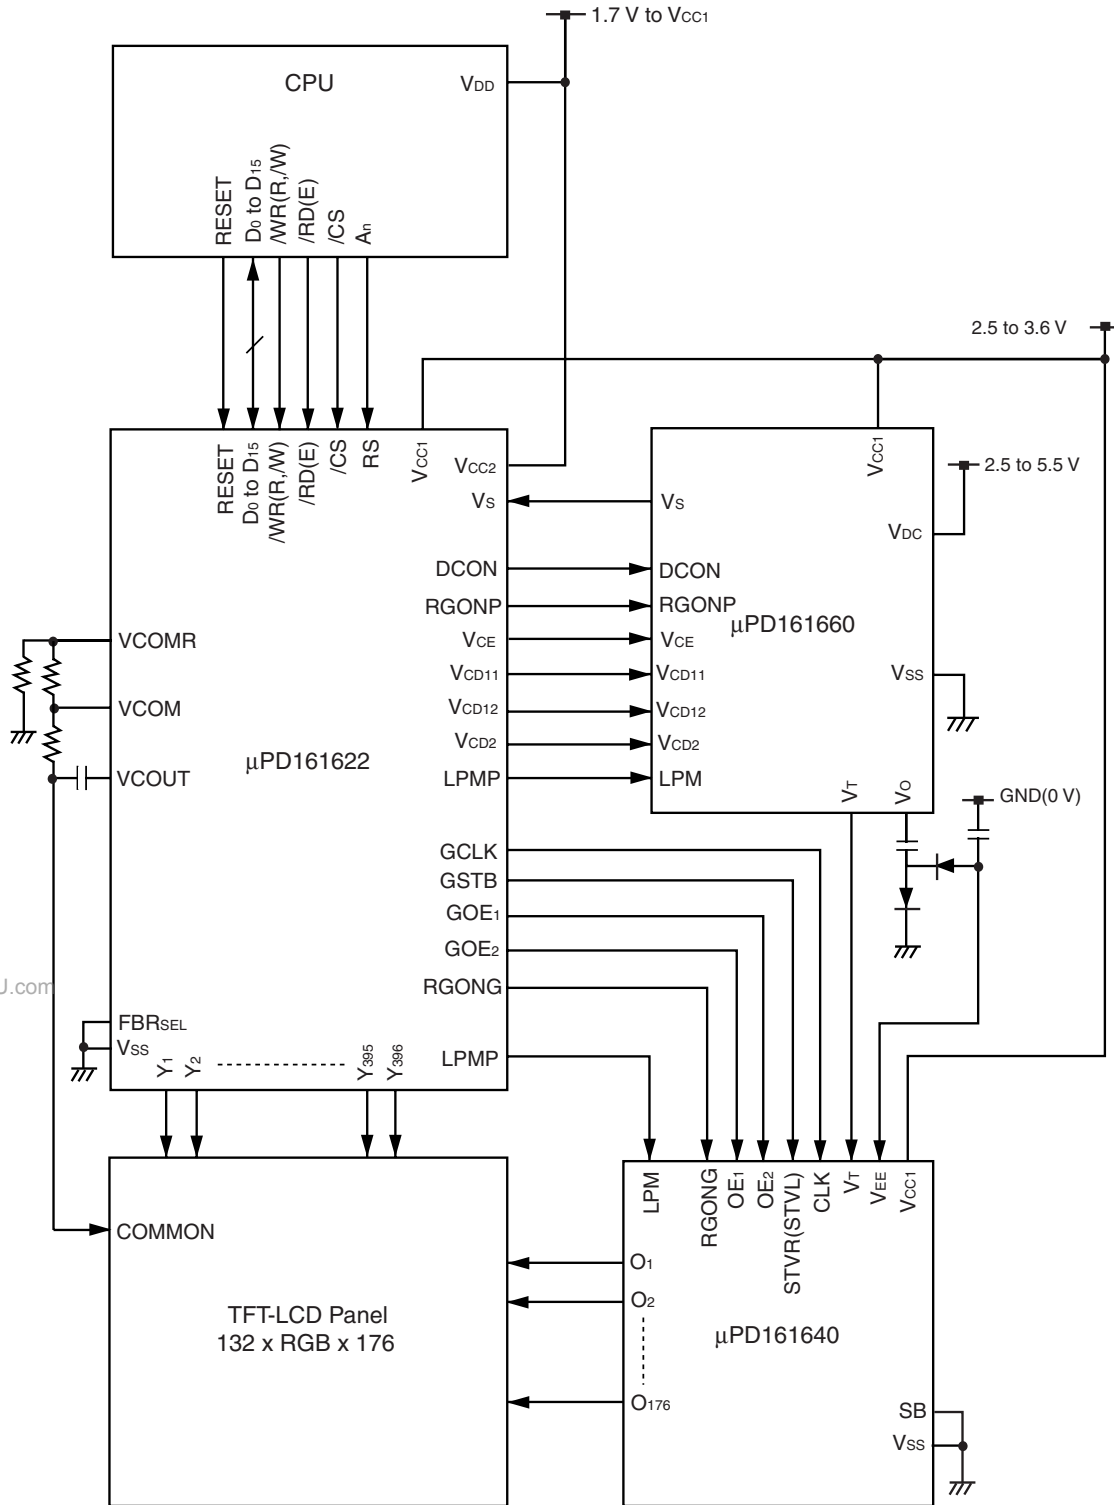 1.7 V to VCC1
CPU
VDD
RESET
D0 to D15
/WR(R,/W)
/RD(E)
/CS
An
2.5 to 3.6 V
RESET
D0 to D15
/WR(R,/W)
/RD(E)
/CS
RS
VCC1
VCC2
VS
DCON
RGONP
VCE
VCD11
VCD12
VCD2
LPMP
GCLK
GSTB
GOE1
GOE2
RGONG
LPMP
VCOMR
VCOM
VCOUT
µPD161622
FBRSEL
VSS
Y1
Y2
Y395
Y396
VCC1
2.5 to 5.5 V
VS
VDC
DCON
RGONP
µPD161660
VCE
VCD11
VSS
VCD12
VCD2
LPM
VT
VO
GND(0 V)
U.com
COMMON
TFT-LCD Panel
132 x RGB x 176
LPM
RGONG
OE1
OE2
STVR(STVL)
CLK
VT
VEE
VCC1
O1
O2
µPD161640
O176
SB
VSS